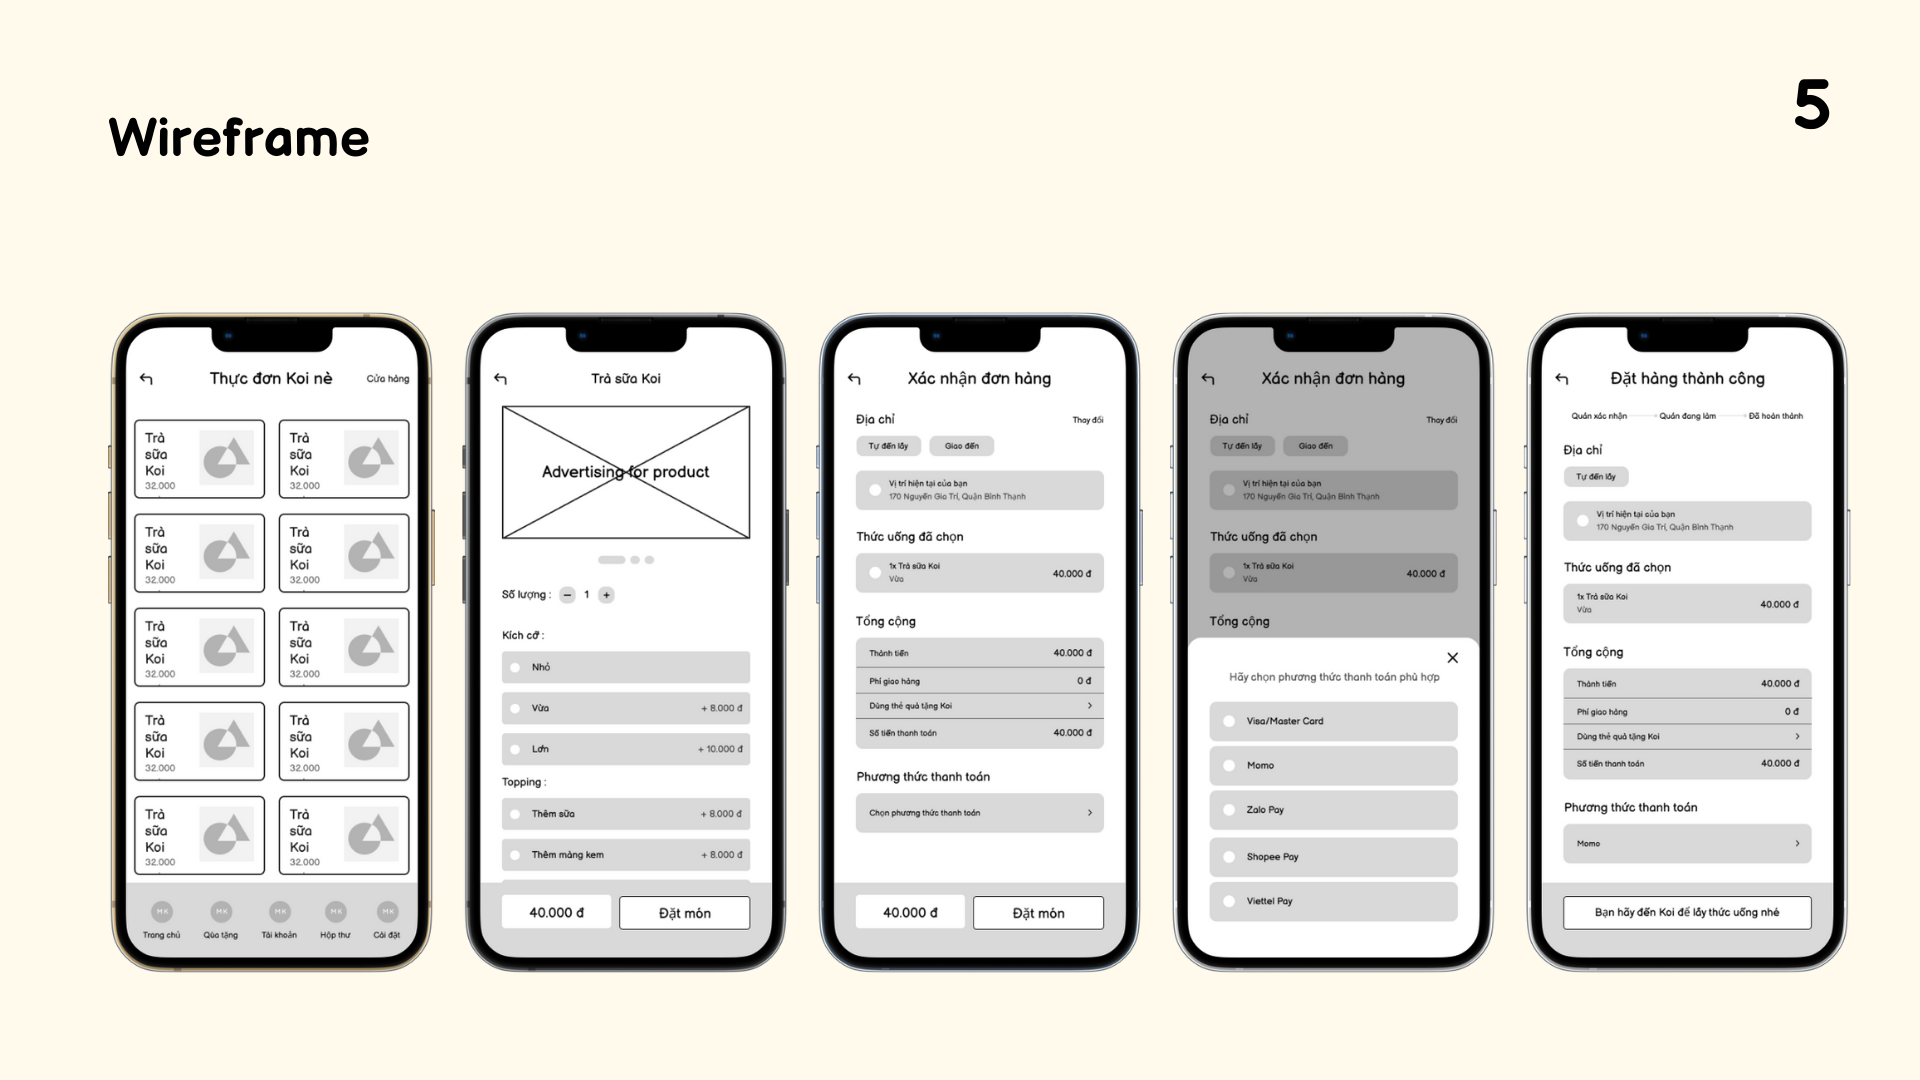 Wireframe
5
Thực đơn Koi nè
Cửa hàng
Trà
sữa
Koi
32.000
Trà
sữa
Koi
32.000
Trà
sữa
Koi
32.000
Trà
sữa
Koi
32.000
Trà
sữa
Koi
32.000
Trà
sữa
Koi
32.000
Trà
sữa
Koi
32.000
Trà
sữa
Koi
32.000
Trà
sữa
Koi
32.000
Trà
sữa
Koi
32.000
MK MK MK MK MK
Trang chủ Qùa tặng Tài khoản Hộp thư Cài đặt
Trà sữa Koi
Advertising for product
Số lượng : − 1 +
Kích cỡ :
Nhỏ
Vừa + 8.000 đ
Lớn + 10.000 đ
Topping :
Thêm sữa + 8.000 đ
Thêm màng kem + 8.000 đ
40.000 đ Đặt món
Xác nhận đơn hàng
Địa chỉ Thay đổi
Tự đến lấy Giao đến
Vị trí hiện tại của bạn
170 Nguyễn Gia Trí, Quận Bình Thạnh
Thức uống đã chọn
1x Trà sữa Koi
Vừa
40.000 đ
Tổng cộng
Thành tiền 40.000 đ
Phí giao hàng 0 đ
Dùng thẻ quà tặng Koi >
Số tiền thanh toán 40.000 đ
Phương thức thanh toán
Chọn phương thức thanh toán >
40.000 đ Đặt món
Xác nhận đơn hàng
Địa chỉ Thay đổi
Tự đến lấy Giao đến
Vị trí hiện tại của bạn
170 Nguyễn Gia Trí, Quận Bình Thạnh
Thức uống đã chọn
1x Trà sữa Koi
Vừa
40.000 đ
Tổng cộng
Hãy chọn phương thức thanh toán phù hợp
Visa/Master Card
Momo
Zalo Pay
Shopee Pay
Viettel Pay
Đặt hàng thành công
Quán xác nhận Quán đang làm Đã hoàn thành
Địa chỉ
Tự đến lấy
Vị trí hiện tại của bạn
170 Nguyễn Gia Trí, Quận Bình Thạnh
Thức uống đã chọn
1x Trà sữa Koi
Vừa
40.000 đ
Tổng cộng
Thành tiền 40.000 đ
Phí giao hàng 0 đ
Dùng thẻ quà tặng Koi >
Số tiền thanh toán 40.000 đ
Phương thức thanh toán
Momo >
Bạn hãy đến Koi để lấy thức uống nhé